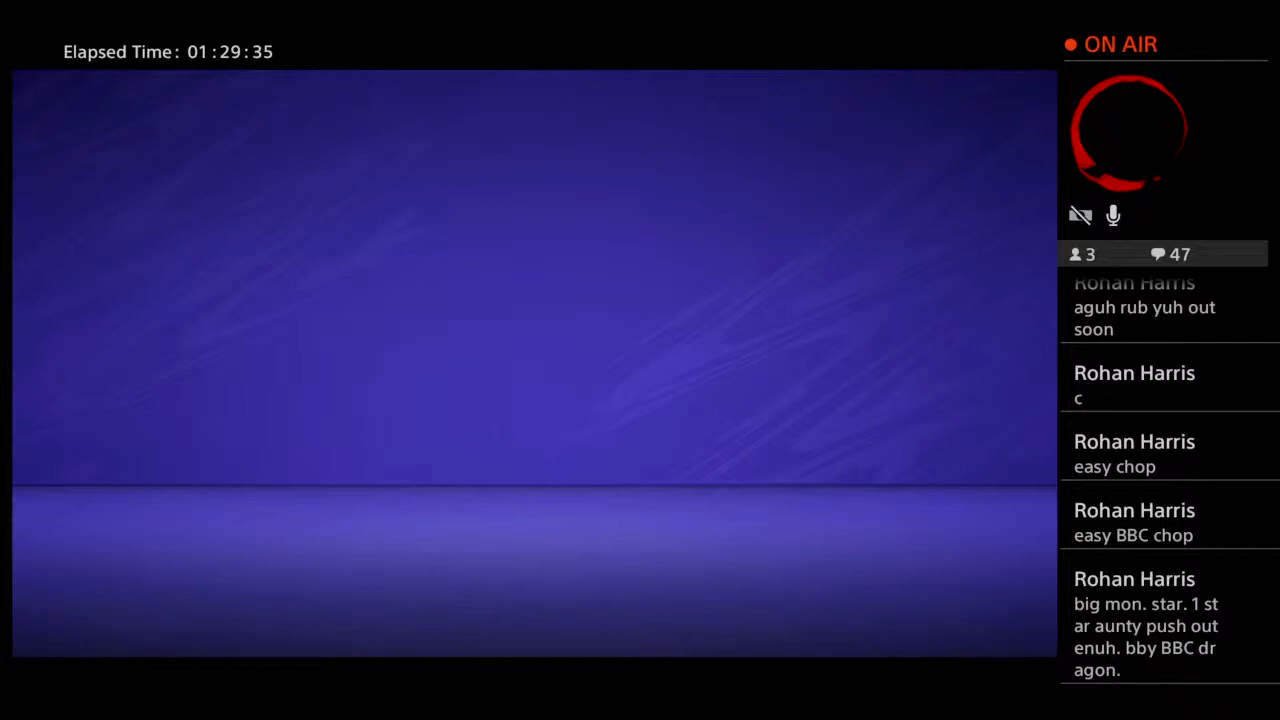 Elapsed Time: 01:29:35
ON AIR
3 47
Rohan Harris
aguh rub yuh out
soon
Rohan Harris
c
Rohan Harris
easy chop
Rohan Harris
easy BBC chop
Rohan Harris
big mon. star. 1 st
ar aunty push out
enuh. bby BBC dr
agon.